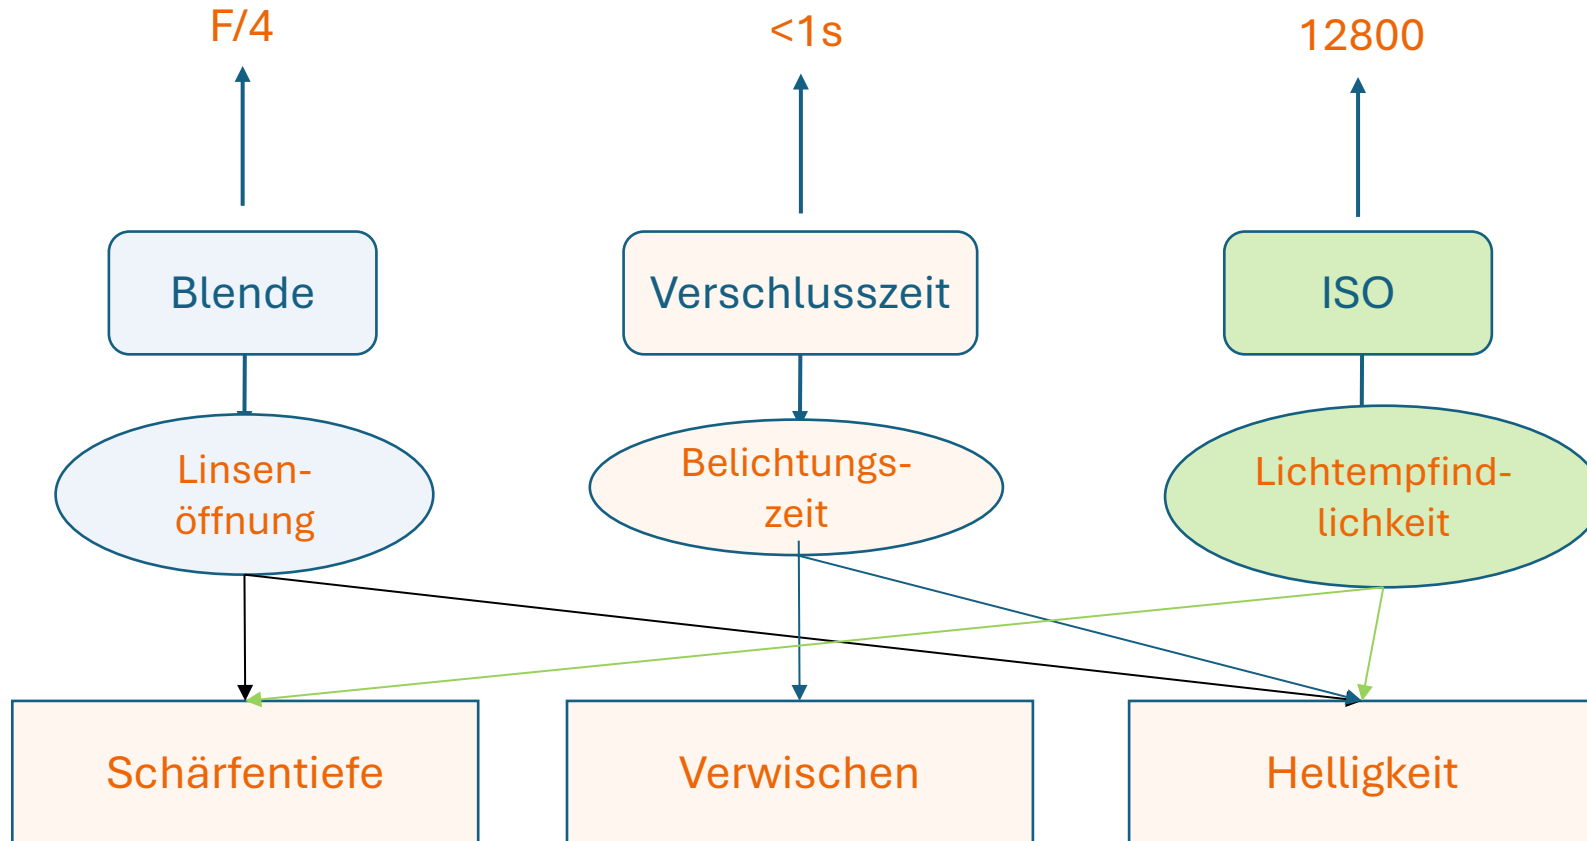 F/4
<1s
12800
Blende
Verschlusszeit
ISO
Linsen-
öffnung
Belichtungs-
zeit
Lichtempfind-
lichkeit
Schärfentiefe
Verwischen
Helligkeit